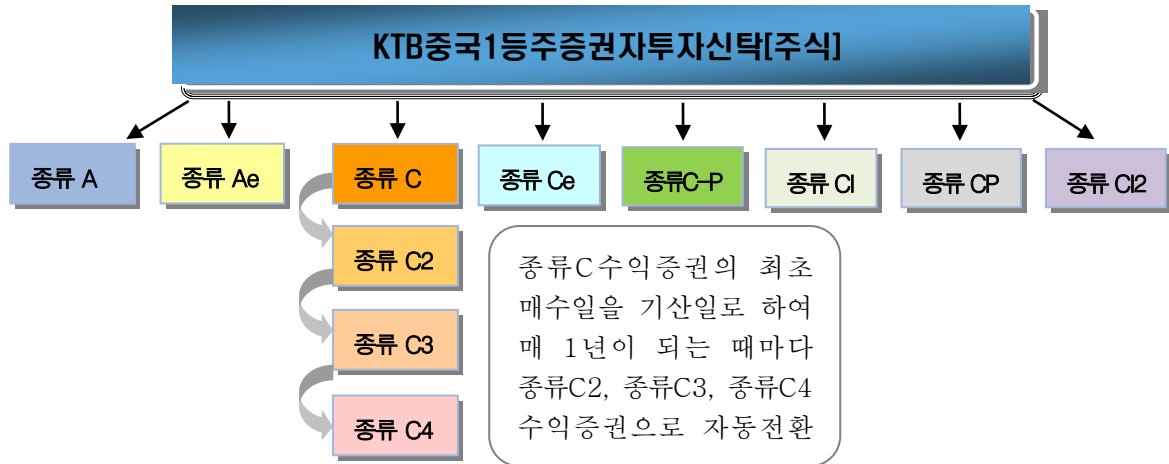 KTB중국1등주증권자투자신탁[주식]
종류 A
종류 Ae
종류 C
종류 Ce
종류C-P
종류 CI
종류 CP
종류 CI2
종류 C2
종류 C3
종류 C4
종류C수익증권의 최초
매수일을 기산일로 하여
매 1년이 되는 때마다
종류C2, 종류C3, 종류C4
수익증권으로 자동전환